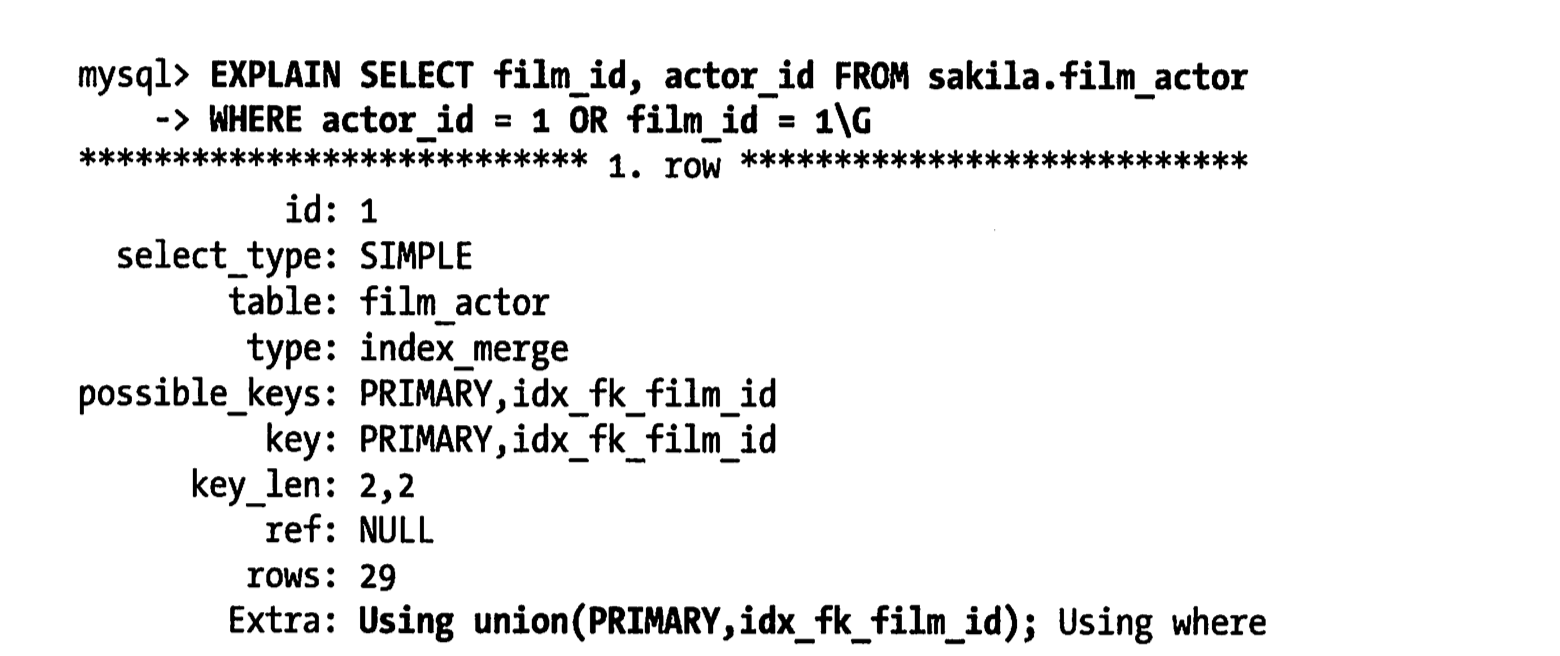 mysql> EXPLAIN SELECT film_id, actor_id FROM sakila.film_actor
    -> WHERE actor_id = 1 OR film_id = 1\G
*************************** 1. row ***************************
           id: 1
  select_type: SIMPLE
        table: film_actor
         type: index_merge
possible_keys: PRIMARY,idx_fk_film_id
          key: PRIMARY,idx_fk_film_id
      key_len: 2,2
          ref: NULL
         rows: 29
        Extra: Using union(PRIMARY,idx_fk_film_id); Using where